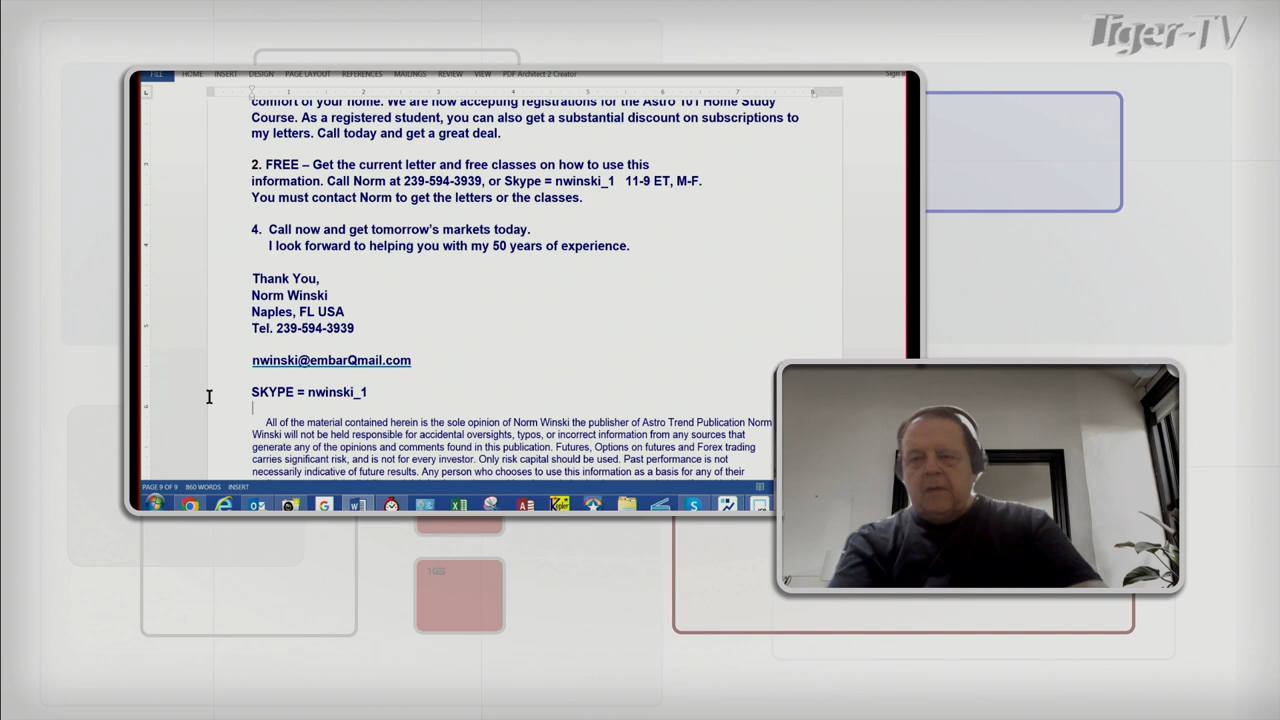 Tiger-TV
FILE HOME INSERT DESIGN PAGE LAYOUT REFERENCES MAILINGS REVIEW VIEW PDF Architect 2 Creator Sign in
comfort of your home. We are now accepting registrations for the Astro 101 Home Study
Course. As a registered student, you can also get a substantial discount on subscriptions to
my letters. Call today and get a great deal.
2. FREE – Get the current letter and free classes on how to use this
information. Call Norm at 239-594-3939, or Skype = nwinski_1 11-9 ET, M-F.
You must contact Norm to get the letters or the classes.
4. Call now and get tomorrow's markets today.
I look forward to helping you with my 50 years of experience.
Thank You,
Norm Winski
Naples, FL USA
Tel. 239-594-3939
nwinski@embarQmail.com
SKYPE = nwinski_1
All of the material contained herein is the sole opinion of Norm Winski the publisher of Astro Trend Publication Norm
Winski will not be held responsible for accidental oversights, typos, or incorrect information from any sources that
generate any of the opinions and comments found in this publication. Futures, Options on futures and Forex trading
carries significant risk, and is not for every investor. Only risk capital should be used. Past performance is not
necessarily indicative of future results. Any person who chooses to use this information as a basis for any of their
PAGE 9 OF 9 860 WORDS INSERT
Kepler